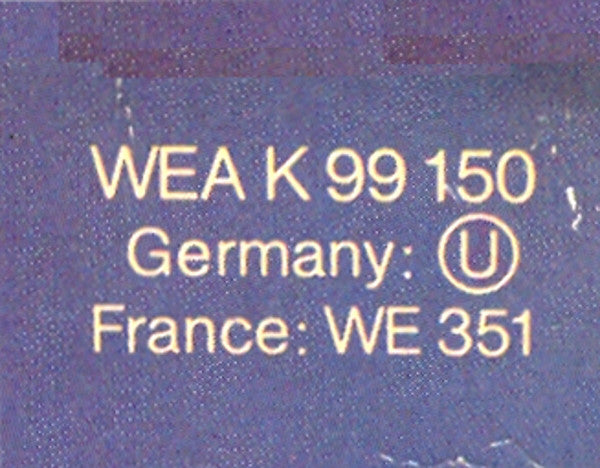 WEA K 99 150
Germany: Ⓤ
France: WE 351